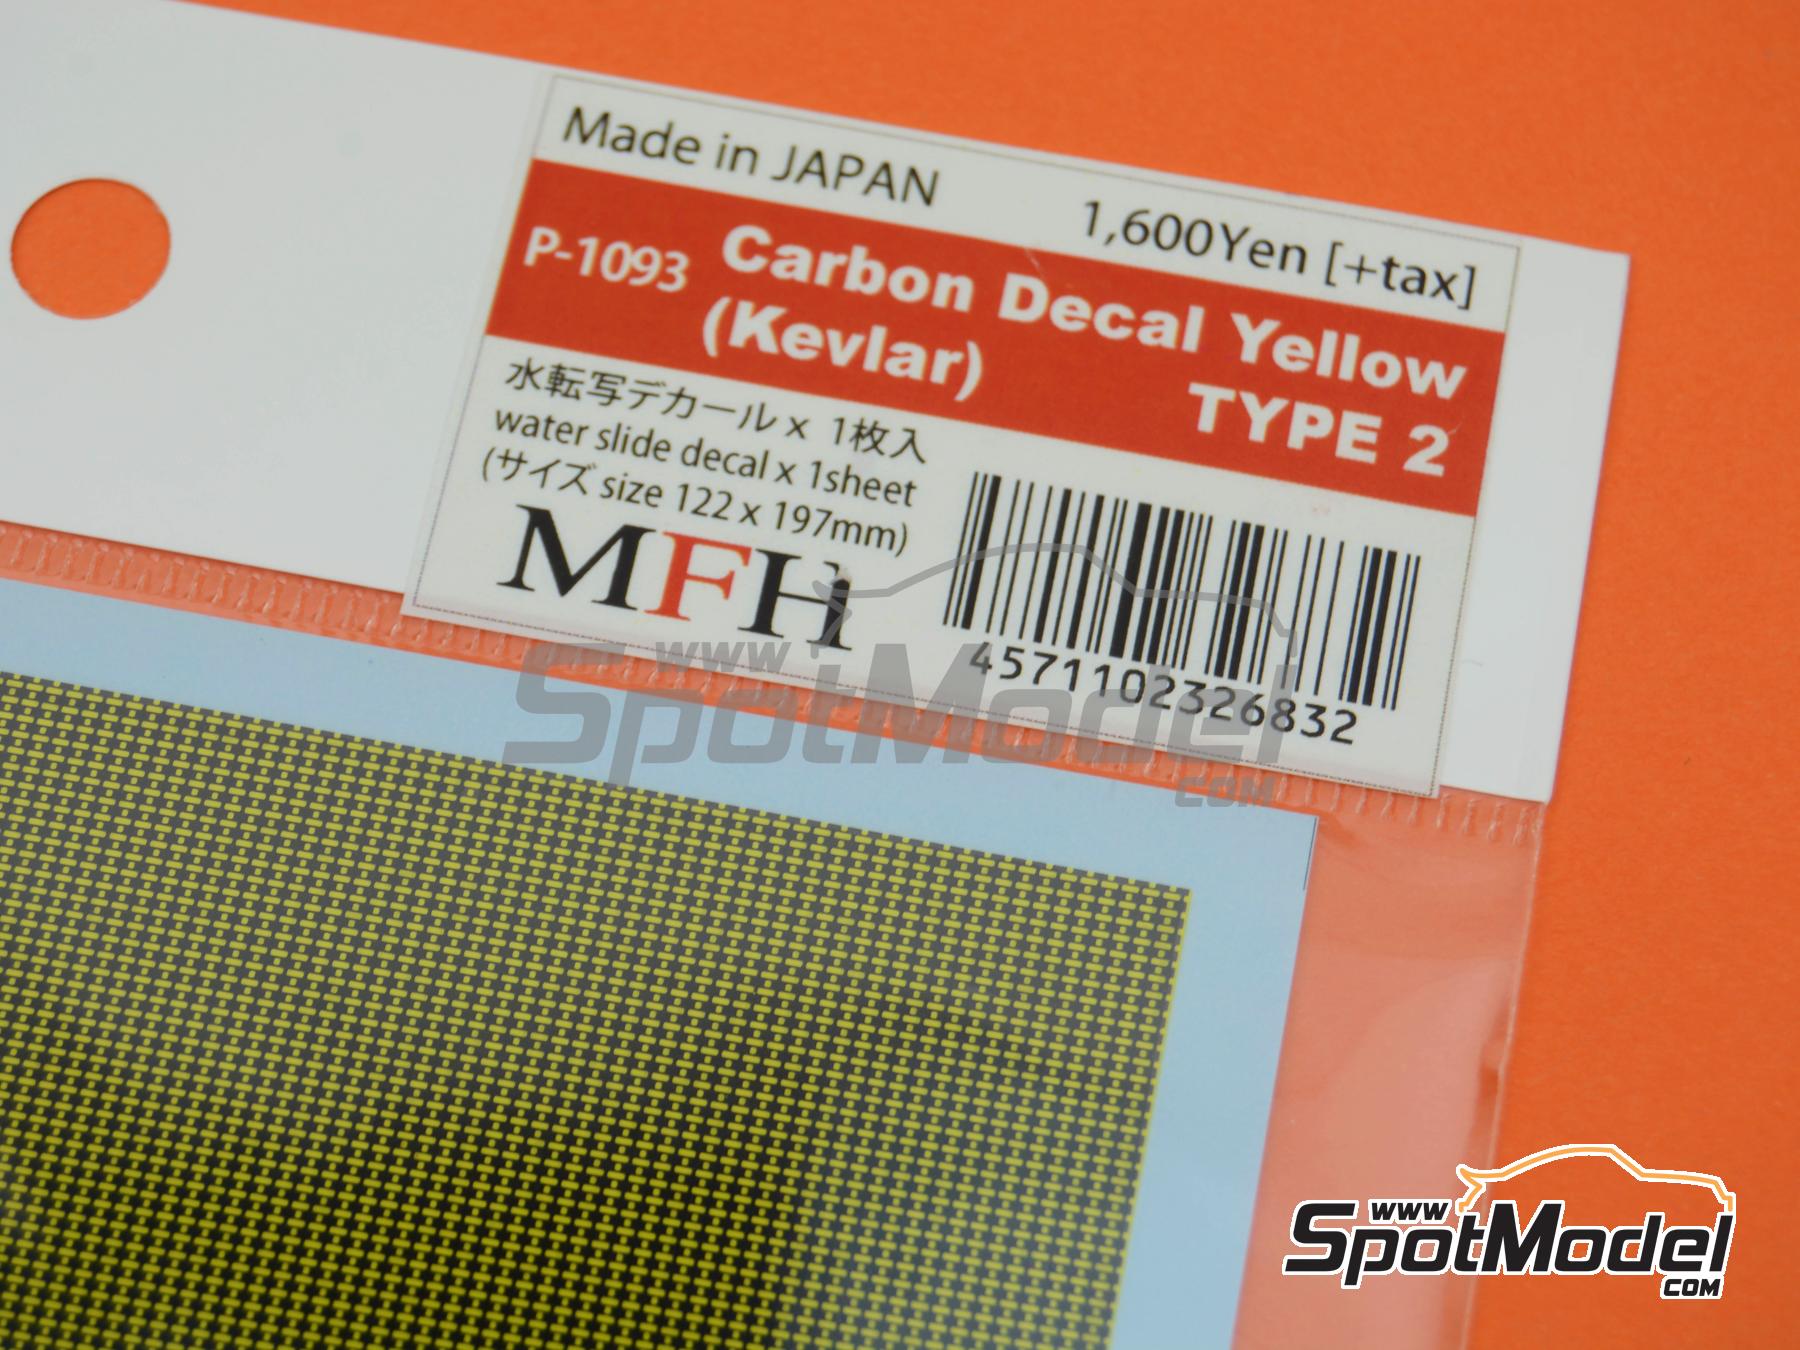 Made in JAPAN 1,600Yen [+tax]
P-1093 Carbon Decal Yellow
(Kevlar) TYPE 2
水転写デカール x 1枚入
water slide decal x 1sheet
(サイズ size 122 x 197mm)
MFH
4571102326832
www
SpotModel
.COM
www
SpotModel
.COM